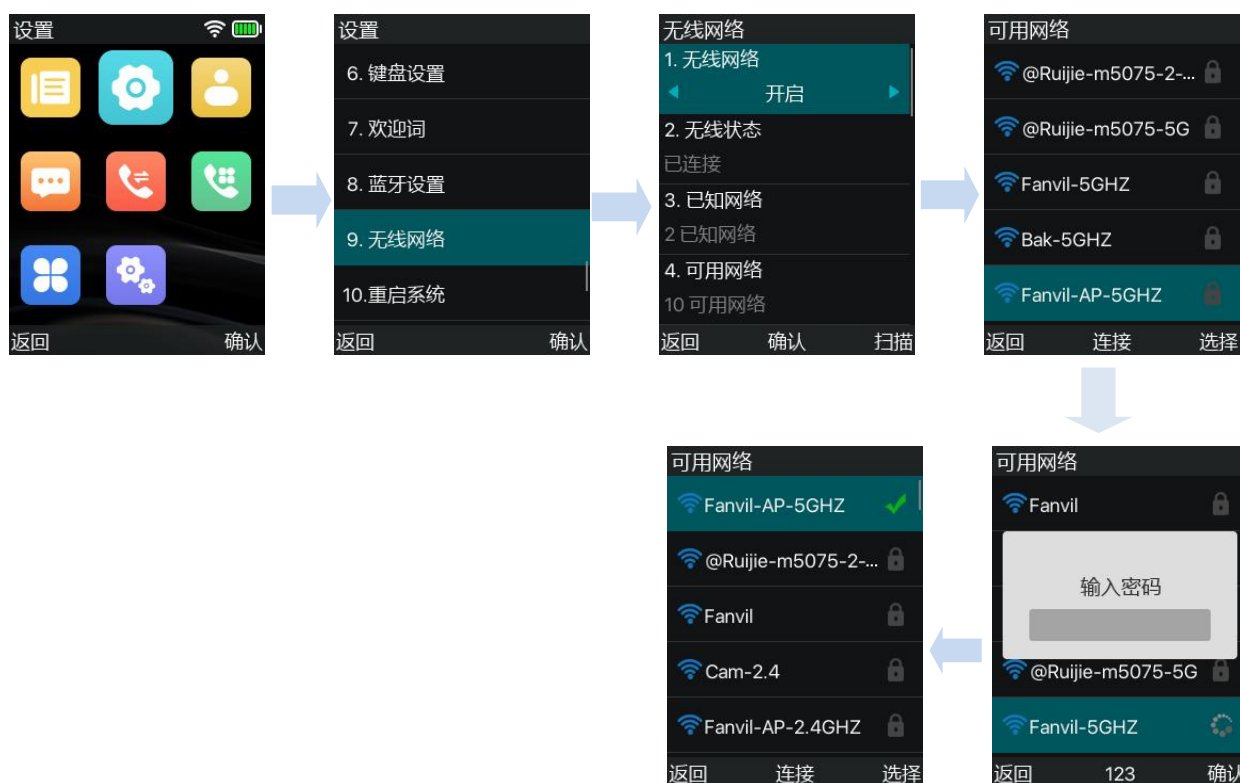 设置
返回 确认
设置
6. 键盘设置
7. 欢迎词
8. 蓝牙设置
9. 无线网络
10.重启系统
返回 确认
无线网络
1. 无线网络
开启
2. 无线状态
已连接
3. 已知网络
2 已知网络
4. 可用网络
10 可用网络
返回 确认 扫描
可用网络
@Ruijie-m5075-2-...
@Ruijie-m5075-5G
Fanvil-5GHZ
Bak-5GHZ
Fanvil-AP-5GHZ
返回 连接 选择
可用网络
Fanvil
输入密码
@Ruijie-m5075-5G
Fanvil-5GHZ
返回 123 确认
可用网络
Fanvil-AP-5GHZ
@Ruijie-m5075-2-...
Fanvil
Cam-2.4
Fanvil-AP-2.4GHZ
返回 连接 选择